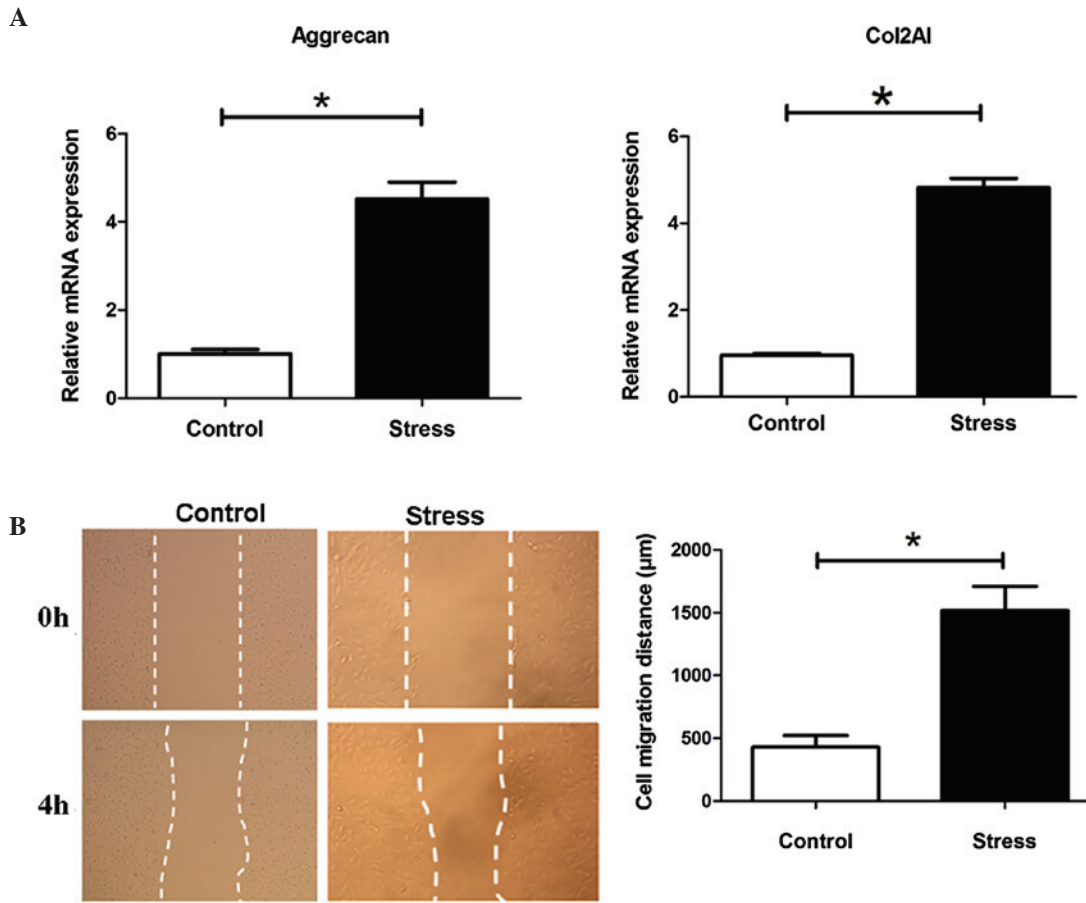 A
Aggrecan
*
Relative mRNA expression
6
4
2
0
Control Stress
Col2Al
*
Relative mRNA expression
6
4
2
0
Control Stress
B
Control Stress
0h
4h
*
Cell migration distance (μm)
2000
1500
1000
500
0
Control Stress